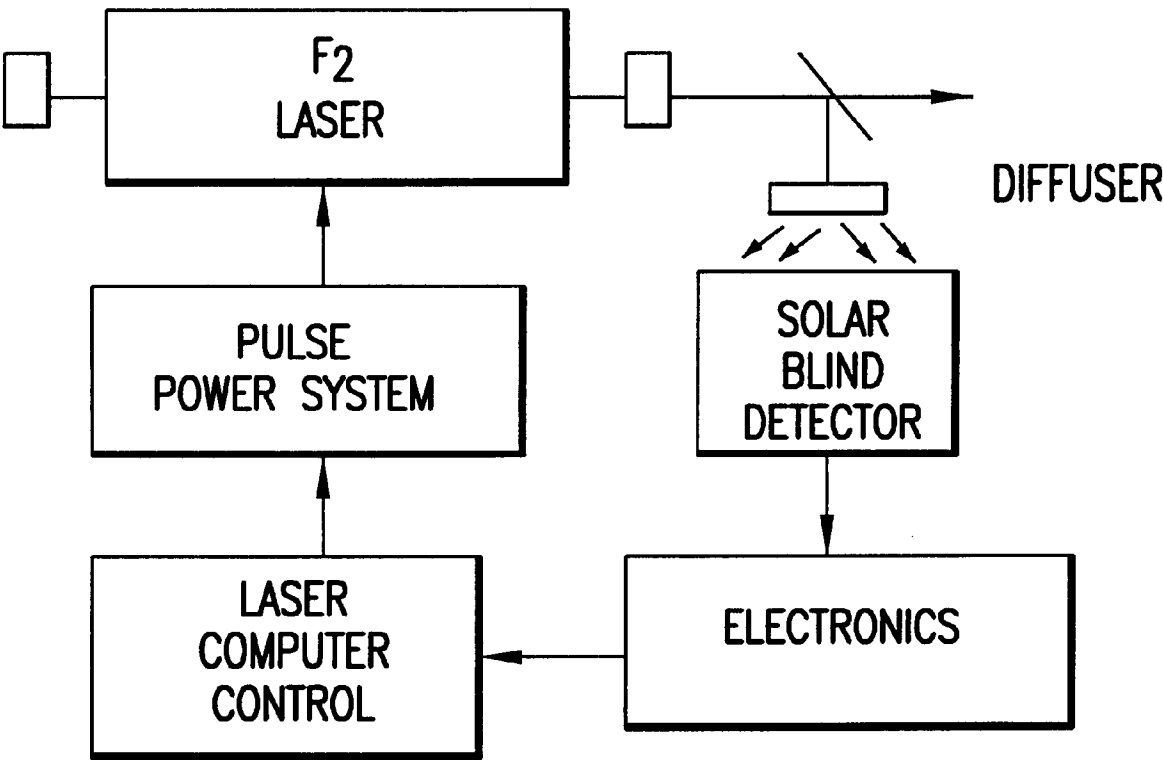 F2
LASER
DIFFUSER
PULSE
POWER SYSTEM
SOLAR
BLIND
DETECTOR
LASER
COMPUTER
CONTROL
ELECTRONICS